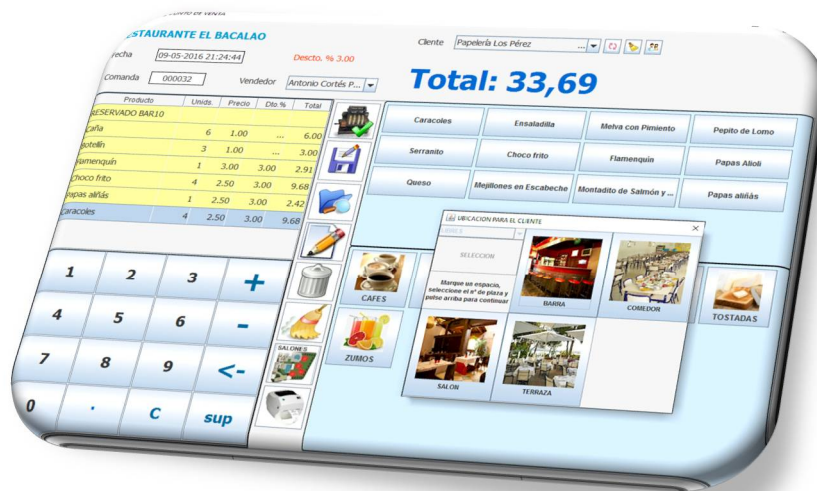 PUNTO DE VENTA
RESTAURANTE EL BACALAO
Fecha 09-05-2016 21:24:44 Descto. % 3.00
Cliente Papelería Los Pérez ...
Comanda 000032 Vendedor Antonio Cortés P...
Total: 33,69
Producto Unids. Precio Dto.% Total
RESERVADO BAR10
Caña 6 1.00 ... 6.00
Botellín 3 1.00 ... 3.00
Flamenquín 1 3.00 3.00 2.91
Choco frito 4 2.50 3.00 9.68
Papas aliñás 1 2.50 3.00 2.42
Caracoles 4 2.50 3.00 9.68
Caracoles Ensaladilla Melva con Pimiento Pepito de Lomo
Serranito Choco frito Flamenquín Papas Alioli
Queso Mejillones en Escabeche Montadito de Salmón y ... Papas aliñás
UBICACION PARA EL CLIENTE
SELECCION
Marque un espacio,
seleccione el nº de plaza y
pulse arriba para continuar
BARRA COMEDOR
SALON TERRAZA
CAFES TOSTADAS
ZUMOS
1 2 3 +
4 5 6 -
7 8 9 <-
0 . C sup
SALONES